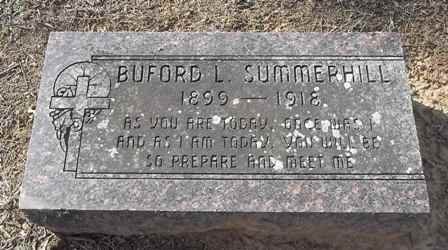 BUFORD L. SUMMERHILL
1899 — 1918
AS YOU ARE TODAY, ONCE WAS I
AND AS I AM TODAY, YOU WILL BE
SO PREPARE AND MEET ME